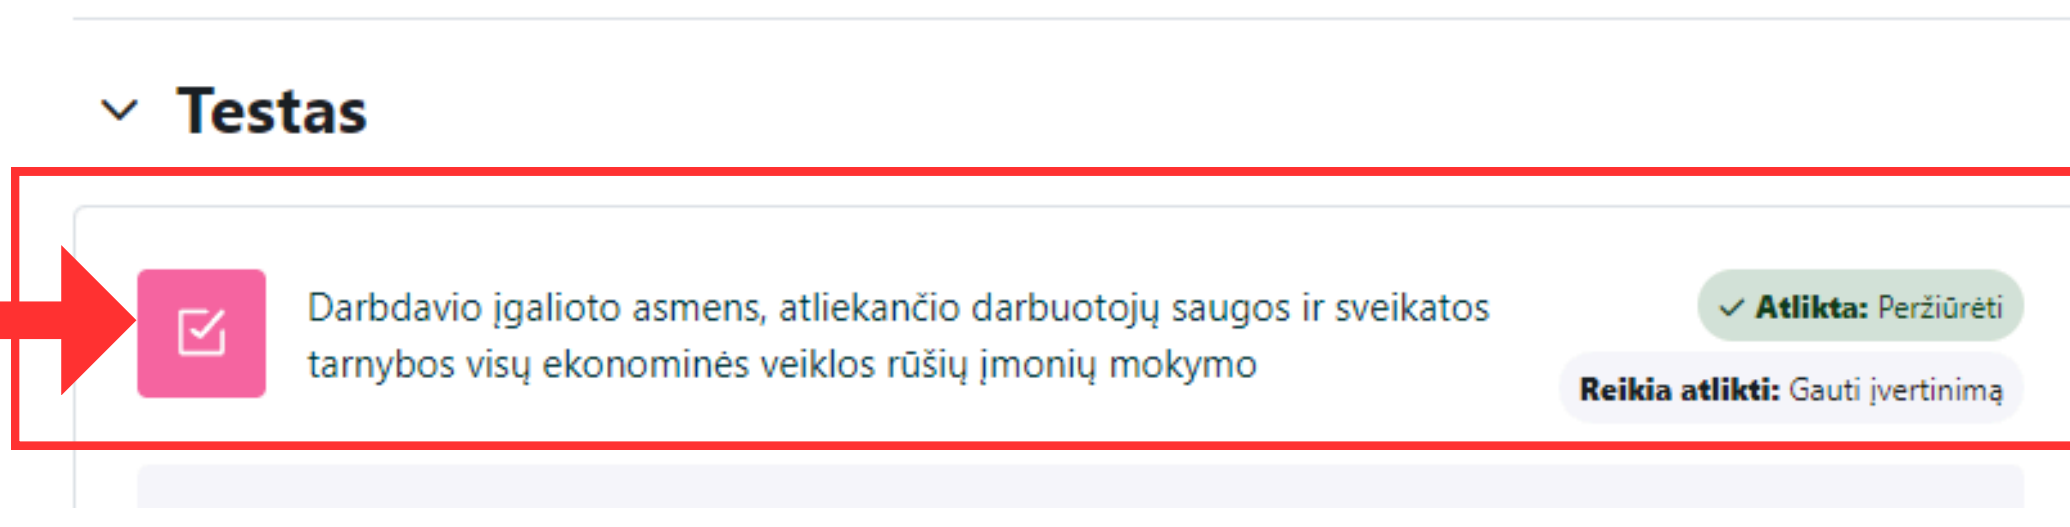 Testas
Darbdavio įgalioto asmens, atliekančio darbuotojų saugos ir sveikatos
tarnybos visų ekonominės veiklos rūšių įmonių mokymo
Atlikta: Peržiūrėti
Reikia atlikti: Gauti įvertinimą